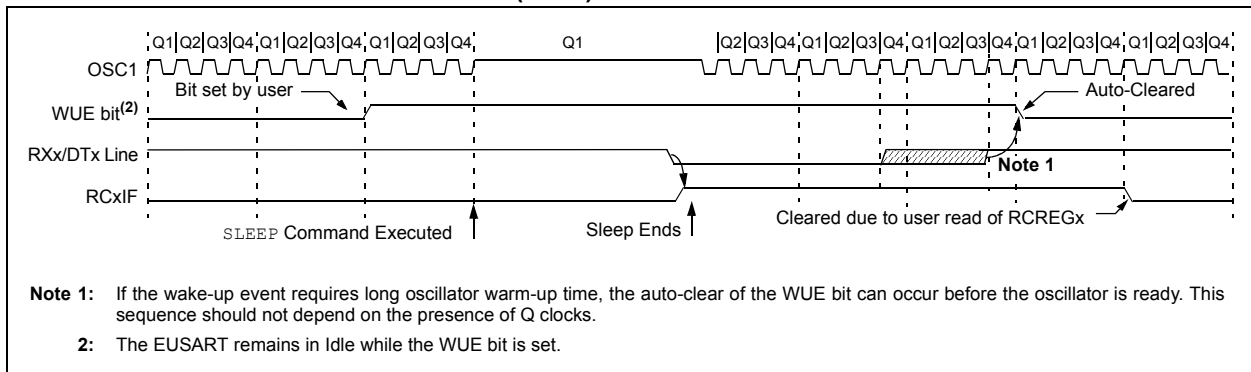 Q1 Q2 Q3 Q4 Q1 Q2 Q3 Q4 Q1 Q2 Q3 Q4 Q1 Q2 Q3 Q4 Q1 Q2 Q3 Q4 Q1 Q2 Q3 Q4 Q1 Q2 Q3 Q4 Q1 Q2 Q3 Q4
OSC1
Bit set by user
Auto-Cleared
WUE bit(2)
RXx/DTx Line
Note 1
RCxIF
Cleared due to user read of RCREGx
SLEEP Command Executed
Sleep Ends
Note 1: If the wake-up event requires long oscillator warm-up time, the auto-clear of the WUE bit can occur before the oscillator is ready. This
sequence should not depend on the presence of Q clocks.
2: The EUSART remains in Idle while the WUE bit is set.